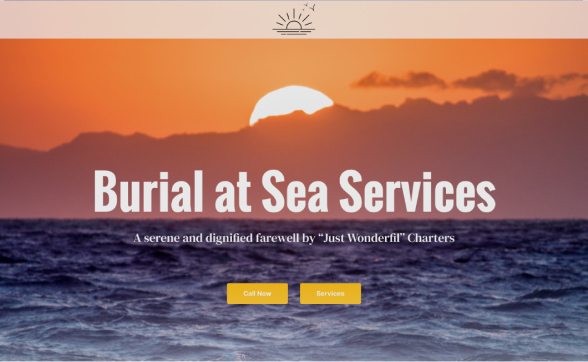 Burial at Sea Services
A serene and dignified farewell by “Just Wonderfil” Charters
Call Now
Services